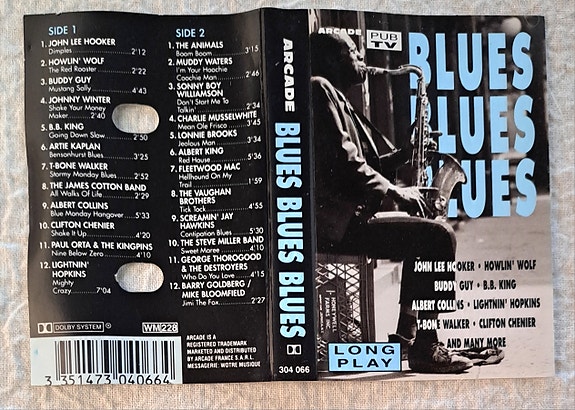 SIDE 1
1. JOHN LEE HOOKER
Dimples 2'12
2. HOWLIN' WOLF
The Red Rooster 2'22
3. BUDDY GUY
Mustang Sally 4'43
4. JOHNNY WINTER
Shake Your Money
Maker 2'40
5. B.B. KING
Going Down Slow 2'50
6. ARTIE KAPLAN
Bensonhurst Blues 3'25
7. T-BONE WALKER
Stormy Monday Blues 2'52
8. THE JAMES COTTON BAND
All Walks Of Life 2'29
9. ALBERT COLLINS
Blue Monday Hangover 5'33
10. CLIFTON CHENIER
Shake It Up 4'20
11. PAUL ORTA & THE KINGPINS
Nine Below Zero 4'10
12. LIGHTNIN'
HOPKINS
Mighty
Crazy 7'04
DOLBY SYSTEM
WM 228
3 351473 040664
SIDE 2
1. THE ANIMALS
Boom Boom 3'15
2. MUDDY WATERS
I'm Your Hoochie
Coochie Man 2'46
3. SONNY BOY
WILLIAMSON
Don't Start Me To
Talkin' 2'34
4. CHARLIE MUSSELWHITE
Mean Ole Frisco 3'45
5. LONNIE BROOKS
Jealous Man 3'34
6. ALBERT KING
Red House 5'36
7. FLEETWOOD MAC
Hellhound On My
Trail 1'59
8. THE VAUGHAN
BROTHERS
Tick Tock 4'55
9. SCREAMIN' JAY
HAWKINS
Contipation Blues 5'30
10. THE STEVE MILLER BAND
Sweet Maree 4'10
11. GEORGE THOROGOOD
& THE DESTROYERS
Who Do You Love 4'15
12. BARRY GOLDBERG /
MIKE BLOOMFIELD
Jimi The Fox 2'27
ARCADE IS A
REGISTERED TRADEMARK
MARKETED AND DISTRIBUTED
BY ARCADE FRANCE S.A.R.L.
MESSAGERIE: WOTRE MUSIQUE
ARCADE
BLUES BLUES BLUES
304 066
ARCADE
PUB
TV
BLUES
BLUES
BLUES
JOHN LEE HOOKER • HOWLIN' WOLF
BUDDY GUY • B.B. KING
ALBERT COLLINS • LIGHTNIN' HOPKINS
T-BONE WALKER • CLIFTON CHENIER
AND MANY MORE
LONG
PLAY